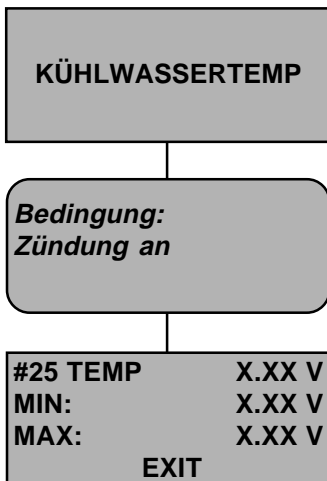 KÜHLWASSERTEMP
Bedingung:
Zündung an
#25 TEMP X.XX V
MIN: X.XX V
MAX: X.XX V
EXIT